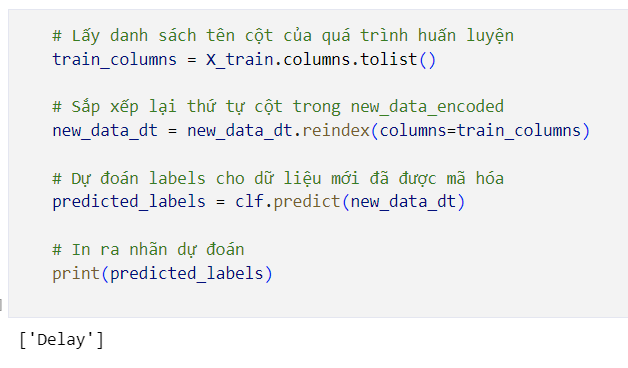 # Lấy danh sách tên cột của quá trình huấn luyện
train_columns = X_train.columns.tolist()
# Sắp xếp lại thứ tự cột trong new_data_encoded
new_data_dt = new_data_dt.reindex(columns=train_columns)
# Dự đoán labels cho dữ liệu mới đã được mã hóa
predicted_labels = clf.predict(new_data_dt)
# In ra nhãn dự đoán
print(predicted_labels)
['Delay']